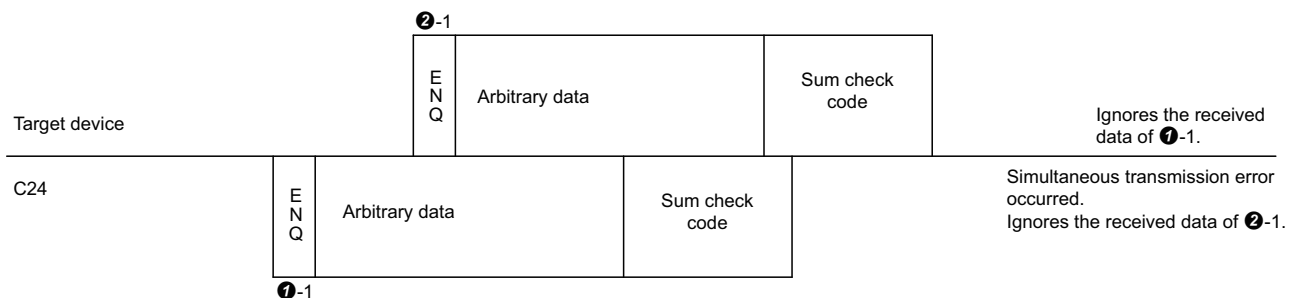 ❷-1
E
N
Q
Arbitrary data
Sum check
code
Target device
Ignores the received
data of ❶-1.
C24
E
N
Q
Arbitrary data
Sum check
code
Simultaneous transmission error
occurred.
Ignores the received data of ❷-1.
❶-1